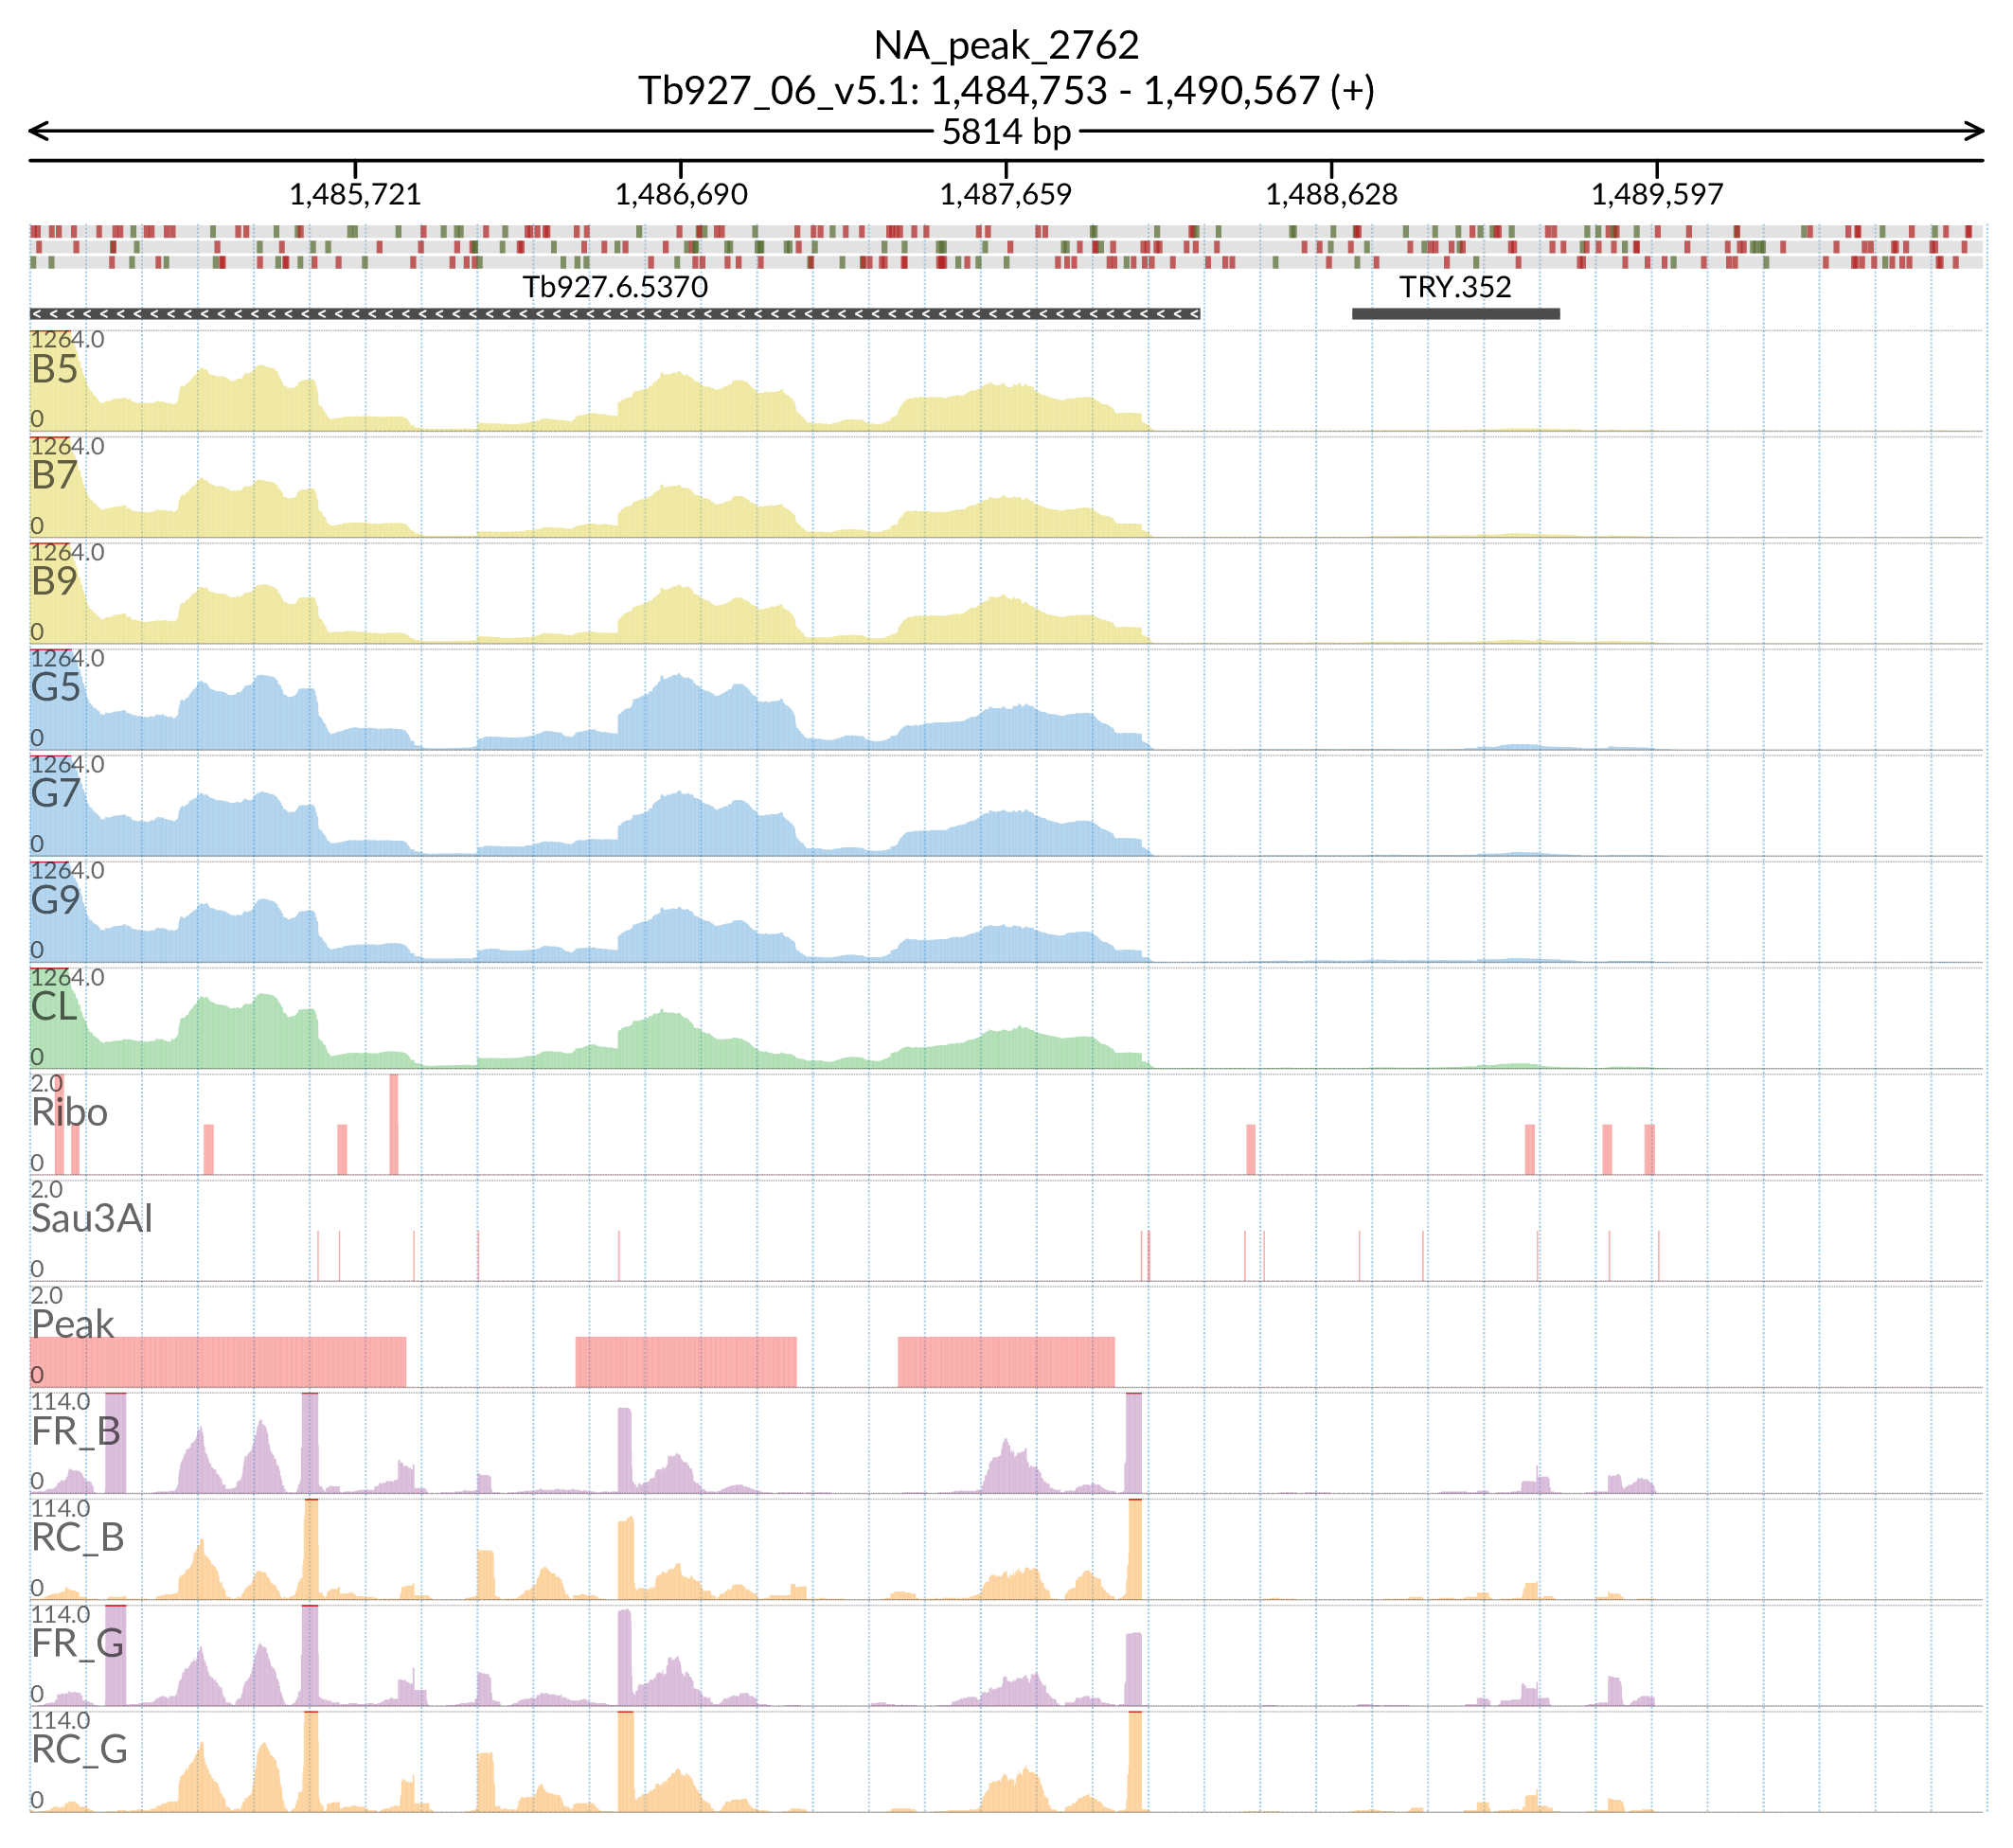 NA_peak_2762
Tb927_06_v5.1: 1,484,753 - 1,490,567 (+)
5814 bp
1,485,721 1,486,690 1,487,659 1,488,628 1,489,597
Tb927.6.5370 TRY.352
1264.0
B5
0
1264.0
B7
0
1264.0
B9
0
1264.0
G5
0
1264.0
G7
0
1264.0
G9
0
1264.0
CL
0
2.0
Ribo
0
2.0
Sau3AI
0
2.0
Peak
0
114.0
FR_B
0
114.0
RC_B
0
114.0
FR_G
0
114.0
RC_G
0